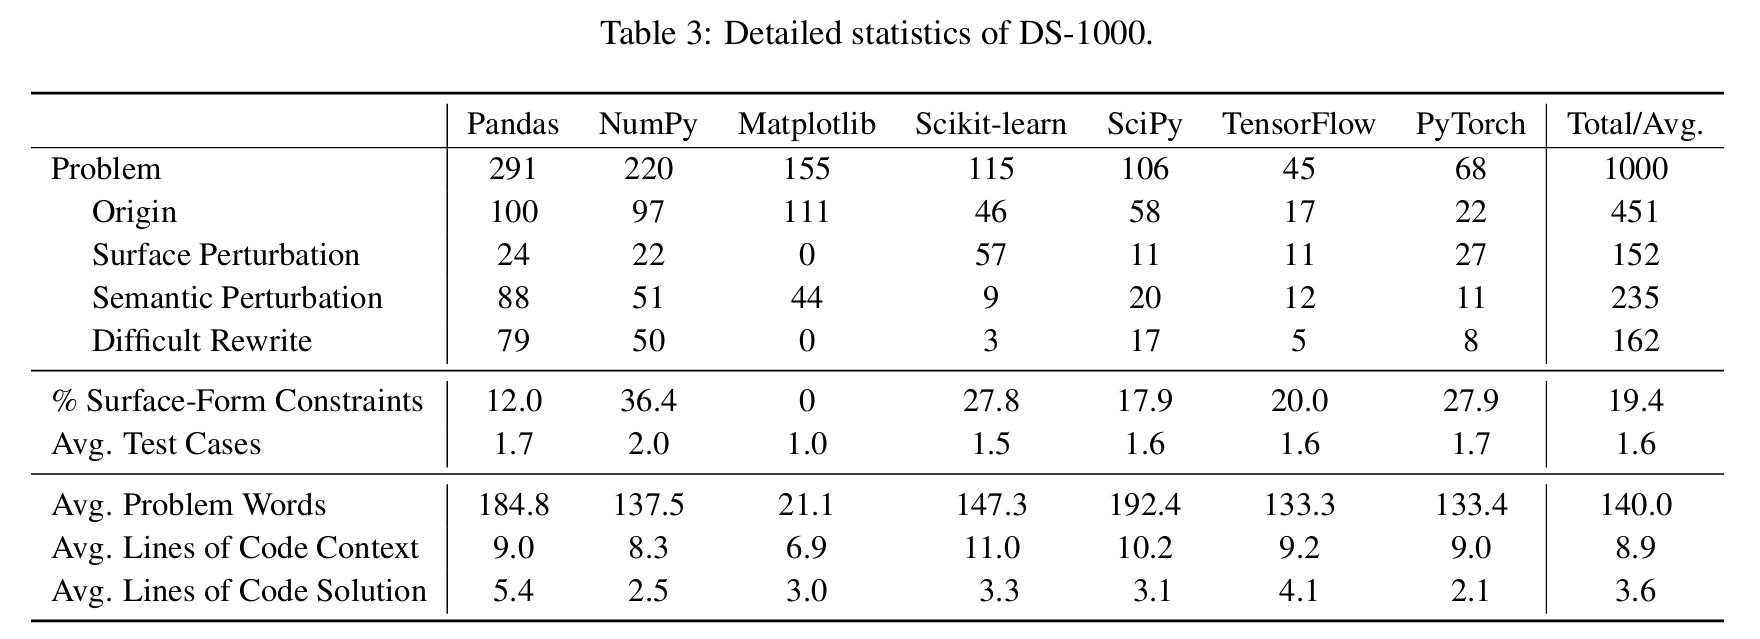 Table 3: Detailed statistics of DS-1000.
Pandas NumPy Matplotlib Scikit-learn SciPy TensorFlow PyTorch Total/Avg.
Problem 291 220 155 115 106 45 68 1000
Origin 100 97 111 46 58 17 22 451
Surface Perturbation 24 22 0 57 11 11 27 152
Semantic Perturbation 88 51 44 9 20 12 11 235
Difficult Rewrite 79 50 0 3 17 5 8 162
% Surface-Form Constraints 12.0 36.4 0 27.8 17.9 20.0 27.9 19.4
Avg. Test Cases 1.7 2.0 1.0 1.5 1.6 1.6 1.7 1.6
Avg. Problem Words 184.8 137.5 21.1 147.3 192.4 133.3 133.4 140.0
Avg. Lines of Code Context 9.0 8.3 6.9 11.0 10.2 9.2 9.0 8.9
Avg. Lines of Code Solution 5.4 2.5 3.0 3.3 3.1 4.1 2.1 3.6